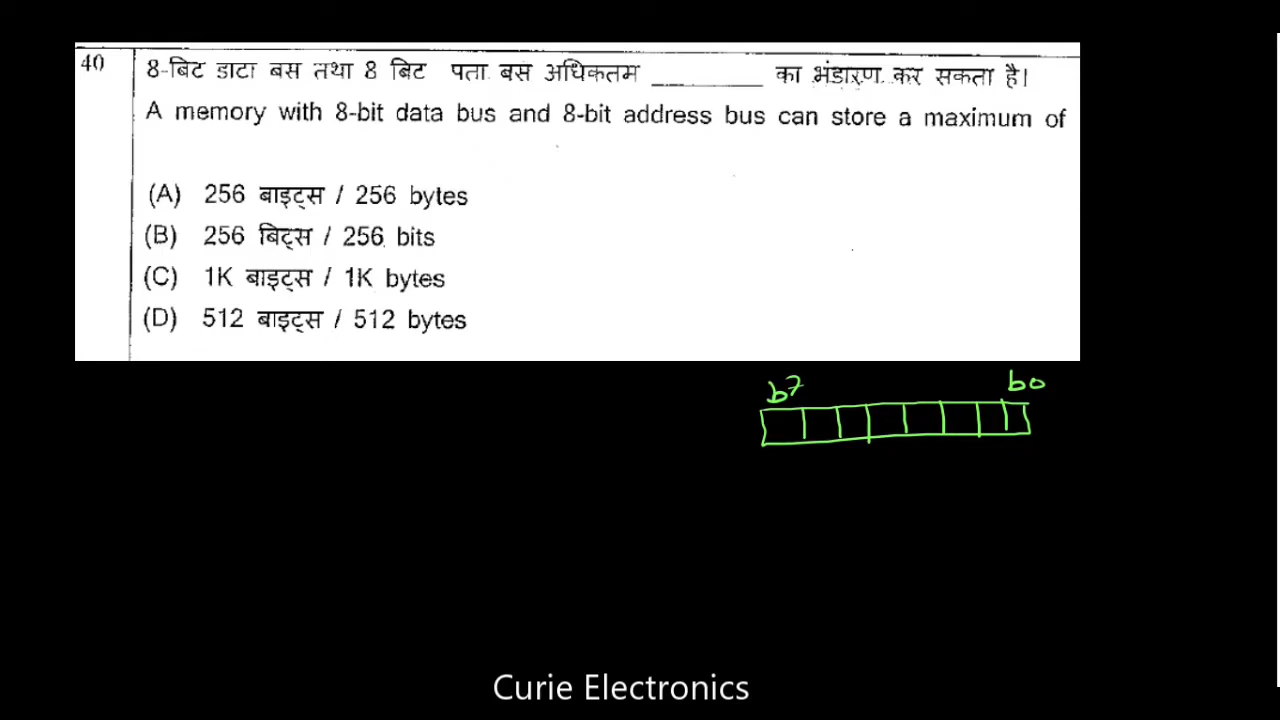 40
8-बिट डाटा बस तथा 8 बिट पता बस अधिकतम ________ का भंडारण कर सकता है।
A memory with 8-bit data bus and 8-bit address bus can store a maximum of
(A) 256 बाइट्स / 256 bytes
(B) 256 बिट्स / 256 bits
(C) 1K बाइट्स / 1K bytes
(D) 512 बाइट्स / 512 bytes
b7 b0
Curie Electronics